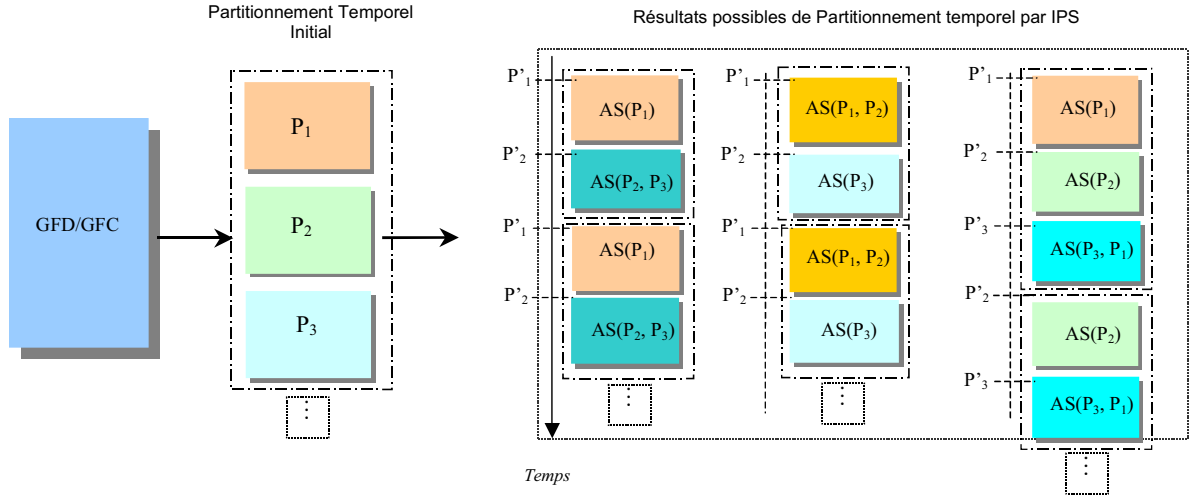 Partitionnement Temporel
Initial
Résultats possibles de Partitionnement temporel par IPS
GFD/GFC
P1
P2
P3
⋮
P'1
AS(P1)
P'2
AS(P2, P3)
P'1
AS(P1)
P'2
AS(P2, P3)
⋮
P'1
AS(P1, P2)
P'2
AS(P3)
P'1
AS(P1, P2)
P'2
AS(P3)
⋮
P'1
AS(P1)
P'2
AS(P2)
P'3
AS(P3, P1)
P'2
AS(P2)
P'3
AS(P3, P1)
⋮
Temps